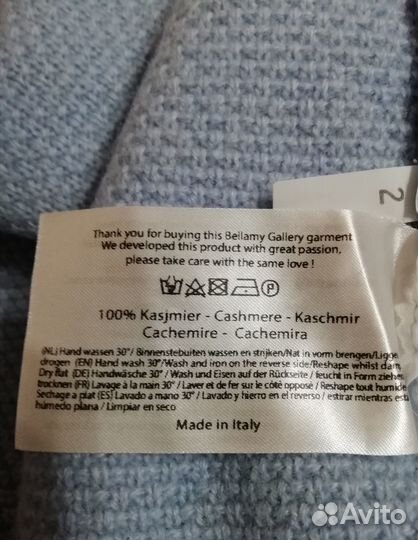 Thank you for buying this Bellamy Gallery garment
We developed this product with great passion,
please take care with the same love !
P
100% Kasjmier - Cashmere - Kaschmir
Cachemire - Cachemira
(NL) Hand wassen 30°/ Binnenstebuiten wassen en strijken/Nat in vorm brengen/Ligge
drogen (EN) Hand wash 30°/Wash and iron on the reverse side/Reshape whilst dam
Dry flat (DE) Handwäsche 30°/ Wash und Eisen auf der Rückseite / feucht in Form ziehen
trocknen (FR) Lavage à la main 30°/ Laver et de fer sur le côté opposé / Reshape tout humide
Sechage a plat (ES) Lavado a mano 30°/ Lavado y hierro en el reverso / estirar mientras est
húmedo plana / Limpiar en seco
Made in Italy
2
Avito